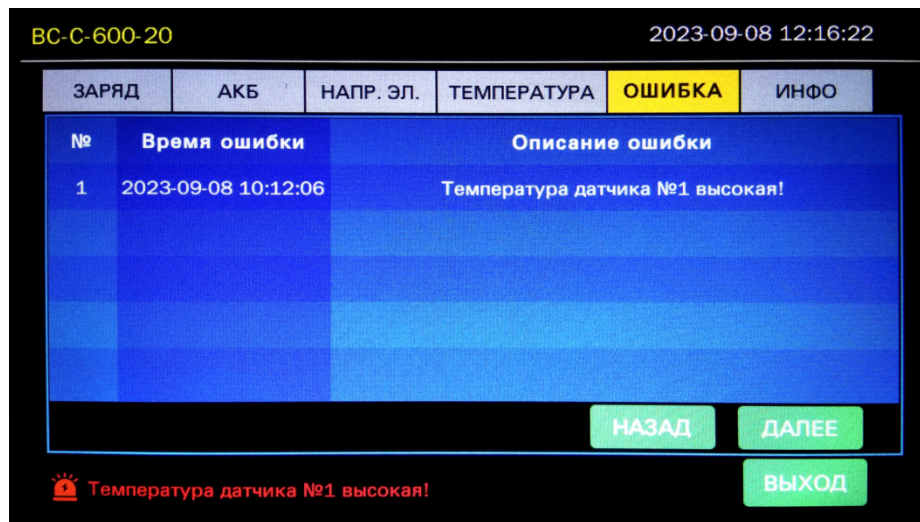 BC-C-600-20 2023-09-08 12:16:22
ЗАРЯД АКБ НАПР. ЭЛ. ТЕМПЕРАТУРА ОШИБКА ИНФО
№ Время ошибки Описание ошибки
1 2023-09-08 10:12:06 Температура датчика №1 высокая!
НАЗАД ДАЛЕЕ
Температура датчика №1 высокая! ВЫХОД